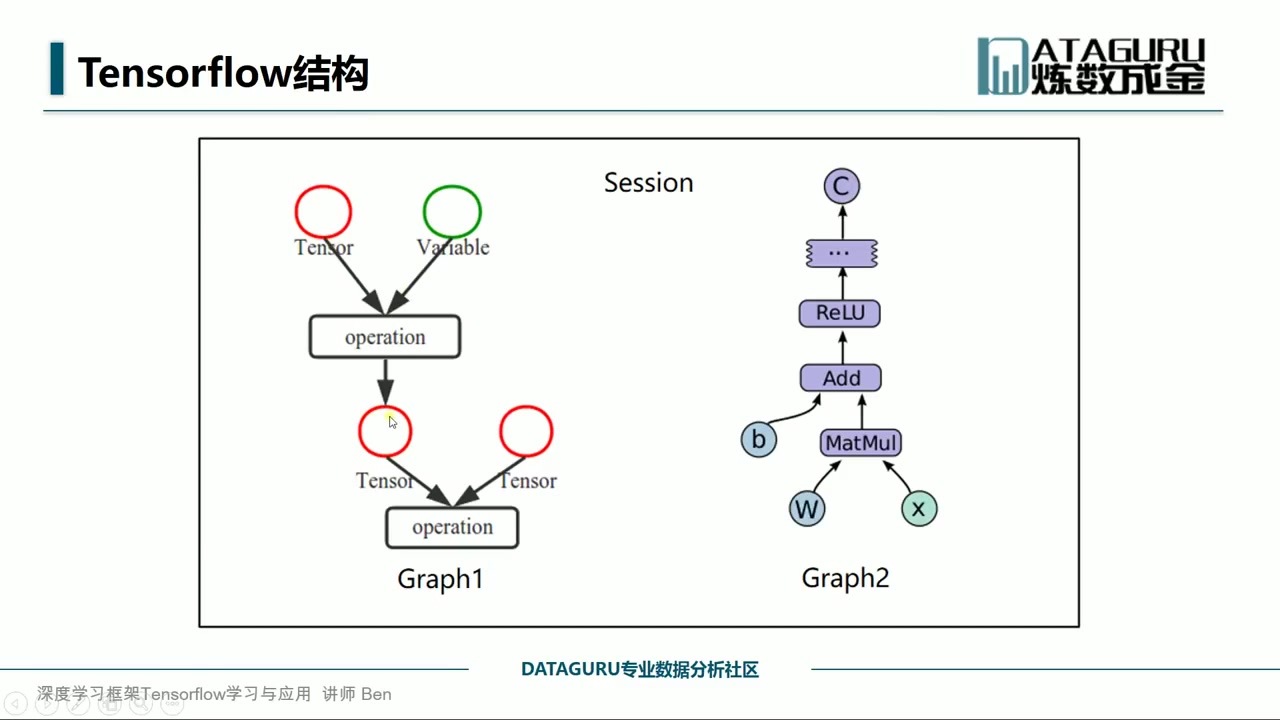 Tensorflow结构
DATAGURU
炼数成金
Session
Tensor
Variable
operation
Tensor
Tensor
operation
Graph1
C
...
ReLU
Add
b
MatMul
W
x
Graph2
DATAGURU专业数据分析社区
深度学习框架Tensorflow学习与应用 讲师 Ben